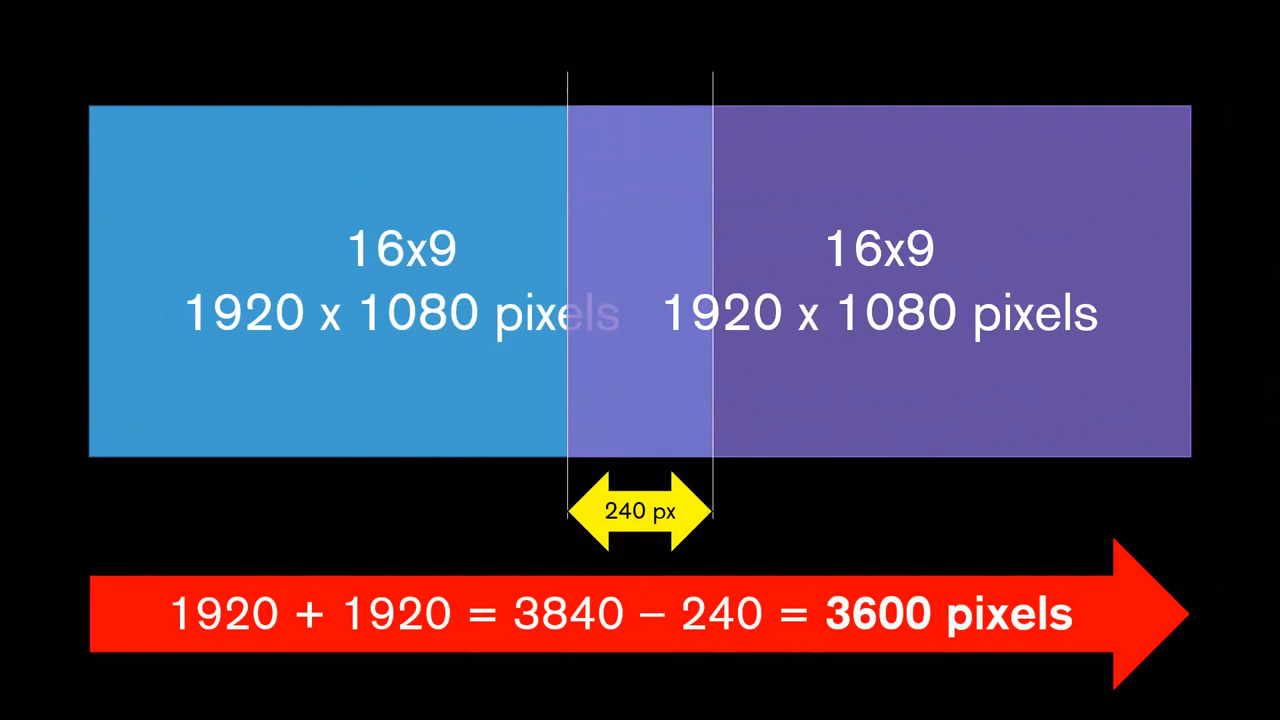 16x9
1920 x 1080 pixels
16x9
1920 x 1080 pixels
240 px
1920 + 1920 = 3840 – 240 = 3600 pixels